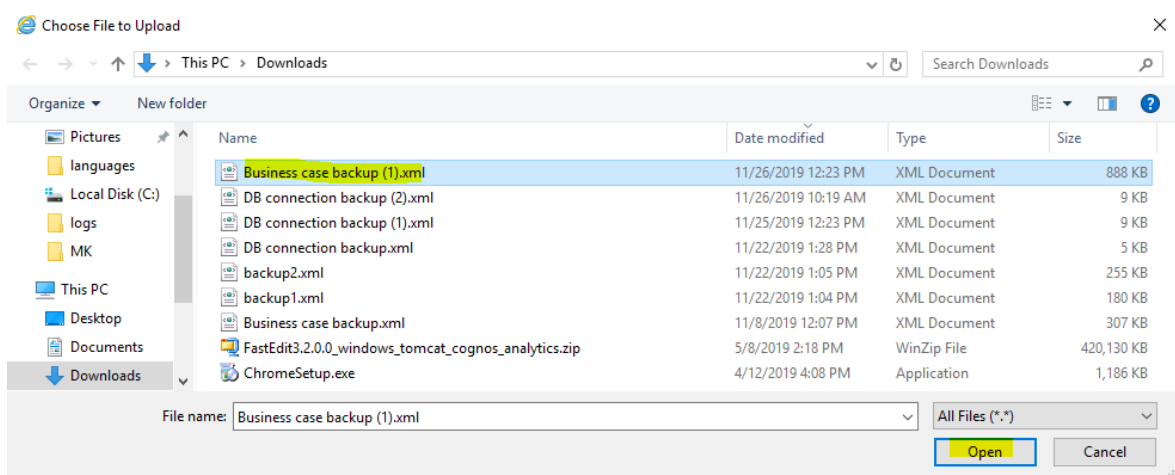 Choose File to Upload
This PC > Downloads
Search Downloads
Organize
New folder
Pictures
languages
Local Disk (C:)
logs
MK
This PC
Desktop
Documents
Downloads
Name Date modified Type Size
Business case backup (1).xml 11/26/2019 12:23 PM XML Document 888 KB
DB connection backup (2).xml 11/26/2019 10:19 AM XML Document 9 KB
DB connection backup (1).xml 11/25/2019 12:23 PM XML Document 9 KB
DB connection backup.xml 11/22/2019 1:28 PM XML Document 5 KB
backup2.xml 11/22/2019 1:05 PM XML Document 255 KB
backup1.xml 11/22/2019 1:04 PM XML Document 180 KB
Business case backup.xml 11/8/2019 12:07 PM XML Document 307 KB
FastEdit3.2.0.0_windows_tomcat_cognos_analytics.zip 5/8/2019 2:18 PM WinZip File 420,130 KB
ChromeSetup.exe 4/12/2019 4:08 PM Application 1,186 KB
File name: Business case backup (1).xml
All Files (*.*)
Open
Cancel